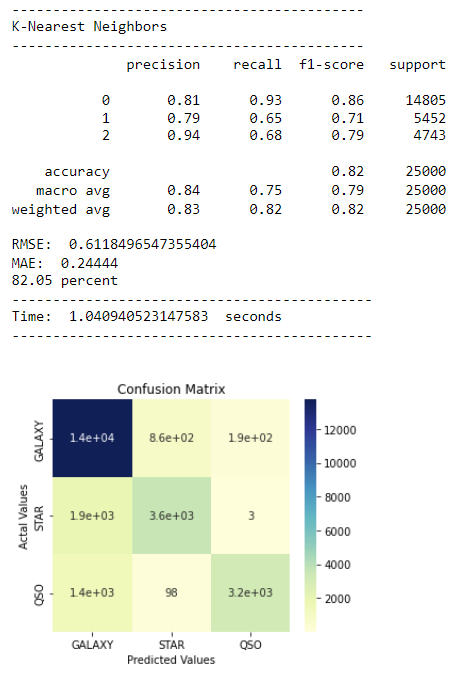 -------------------------------------------
K-Nearest Neighbors
-------------------------------------------
precision recall f1-score support
0 0.81 0.93 0.86 14805
1 0.79 0.65 0.71 5452
2 0.94 0.68 0.79 4743
accuracy 0.82 25000
macro avg 0.84 0.75 0.79 25000
weighted avg 0.83 0.82 0.82 25000
RMSE: 0.6118496547355404
MAE: 0.24444
82.05 percent
--------------------------------------------
Time: 1.040940523147583 seconds
--------------------------------------------
Confusion Matrix
Actal Values
GALAXY 1.4e+04 8.6e+02 1.9e+02
STAR 1.9e+03 3.6e+03 3
QSO 1.4e+03 98 3.2e+03
GALAXY STAR QSO
Predicted Values
12000
10000
8000
6000
4000
2000